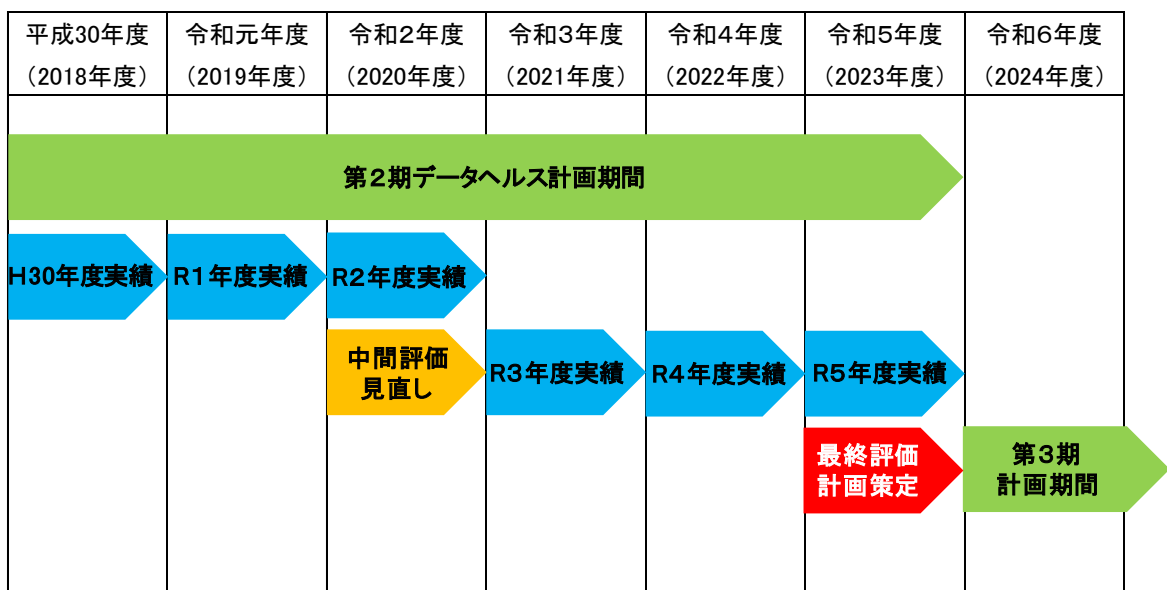 平成30年度
（2018年度）
令和元年度
（2019年度）
令和２年度
（2020年度）
令和３年度
（2021年度）
令和４年度
（2022年度）
令和５年度
（2023年度）
令和６年度
（2024年度）
第２期データヘルス計画期間
H30年度実績
R１年度実績
R２年度実績
中間評価
見直し
R３年度実績
R４年度実績
R５年度実績
最終評価
計画策定
第３期
計画期間